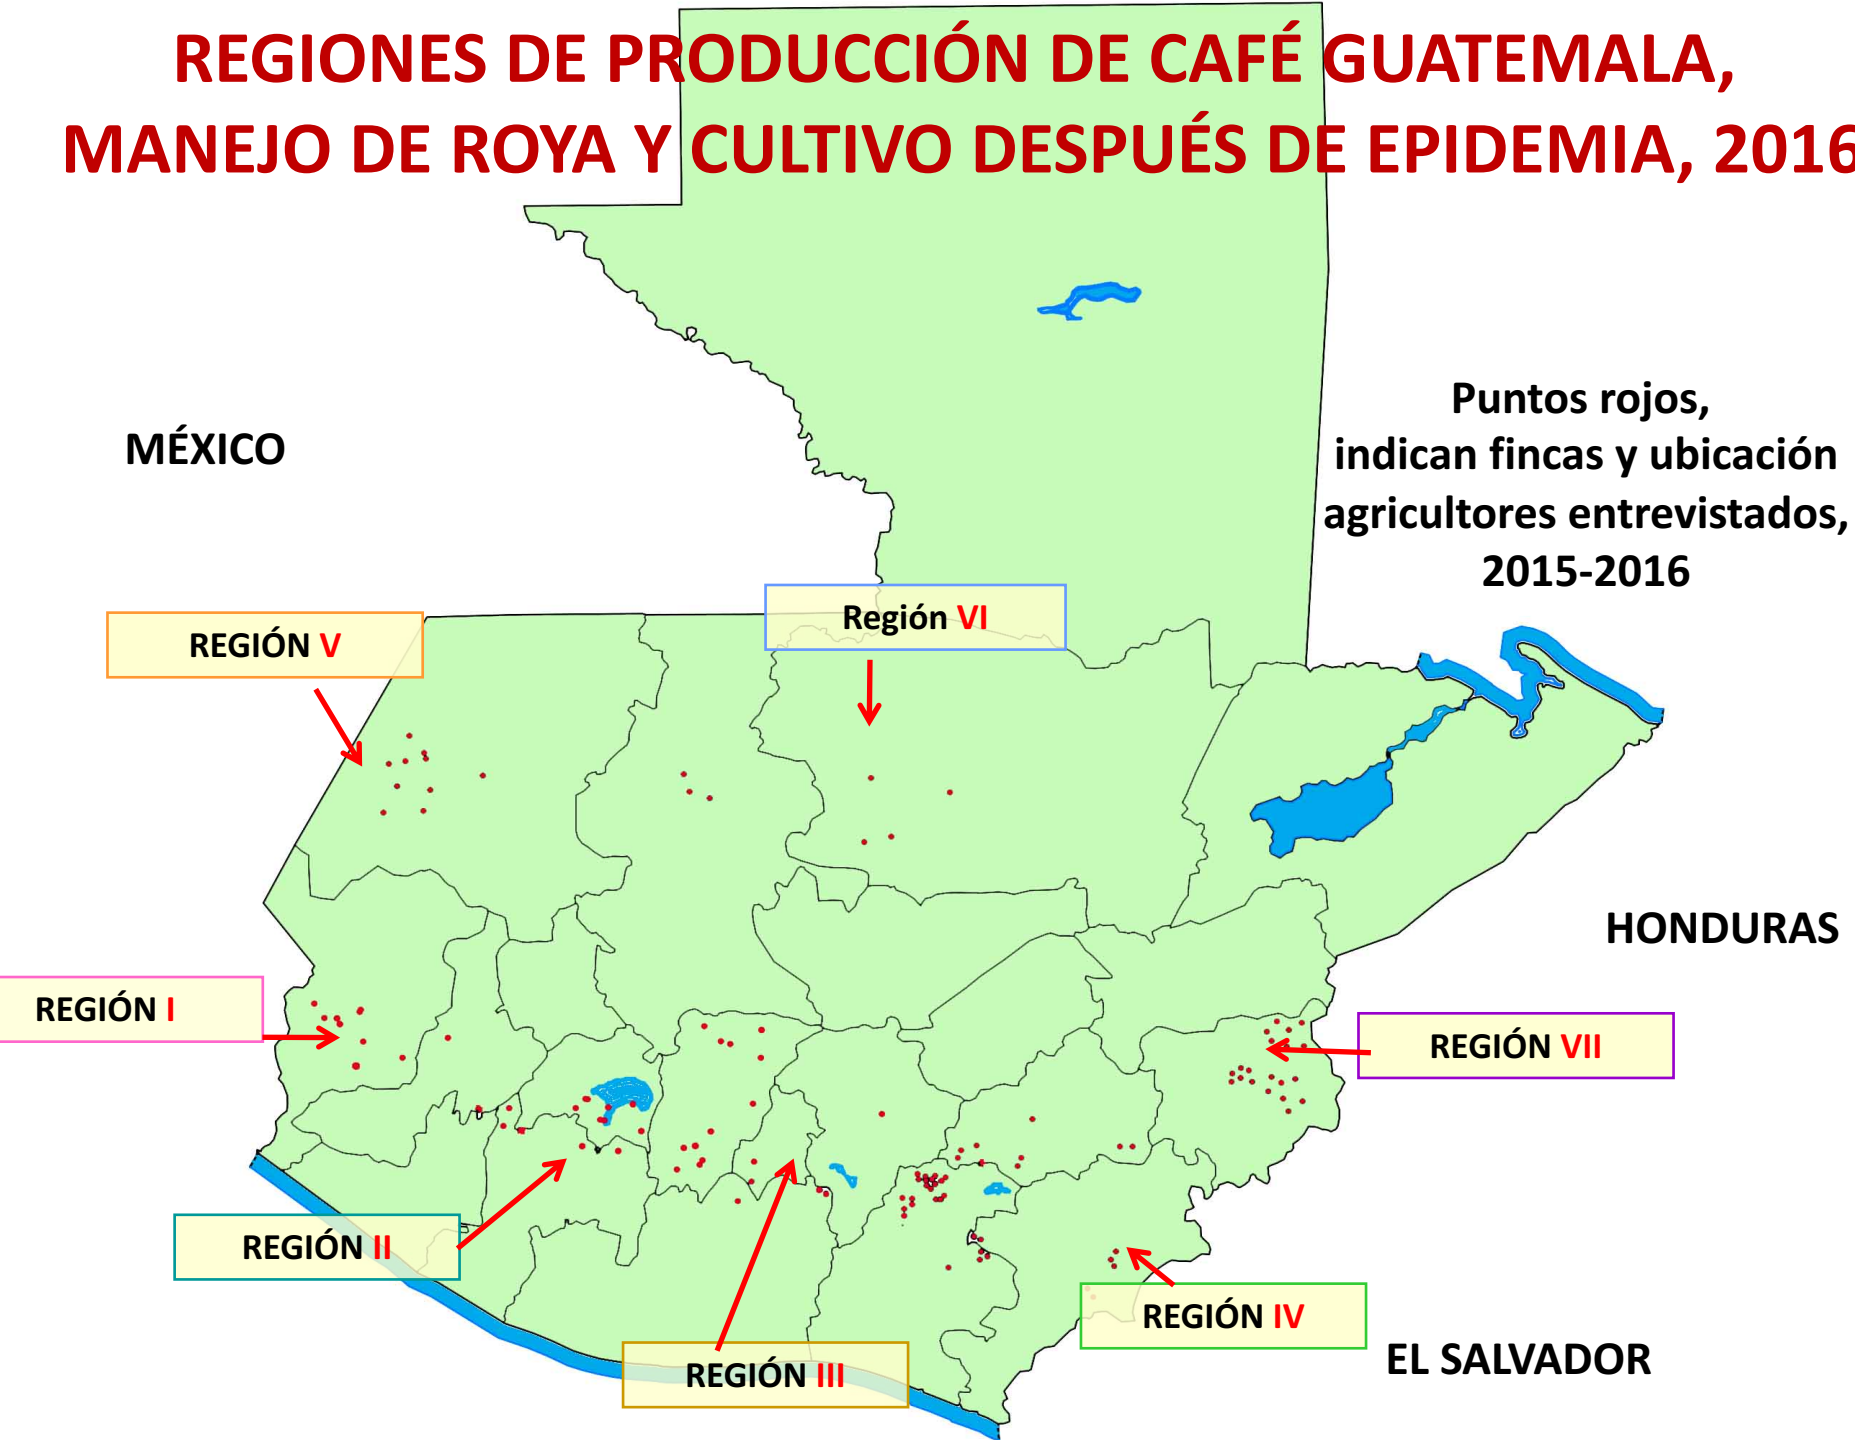 REGIONES DE PRODUCCIÓN DE CAFÉ GUATEMALA,
MANEJO DE ROYA Y CULTIVO DESPUÉS DE EPIDEMIA, 2016
MÉXICO
Puntos rojos,
indican fincas y ubicación
agricultores entrevistados,
2015-2016
Región VI
REGIÓN V
HONDURAS
REGIÓN I
REGIÓN VII
REGIÓN II
REGIÓN IV
EL SALVADOR
REGIÓN III